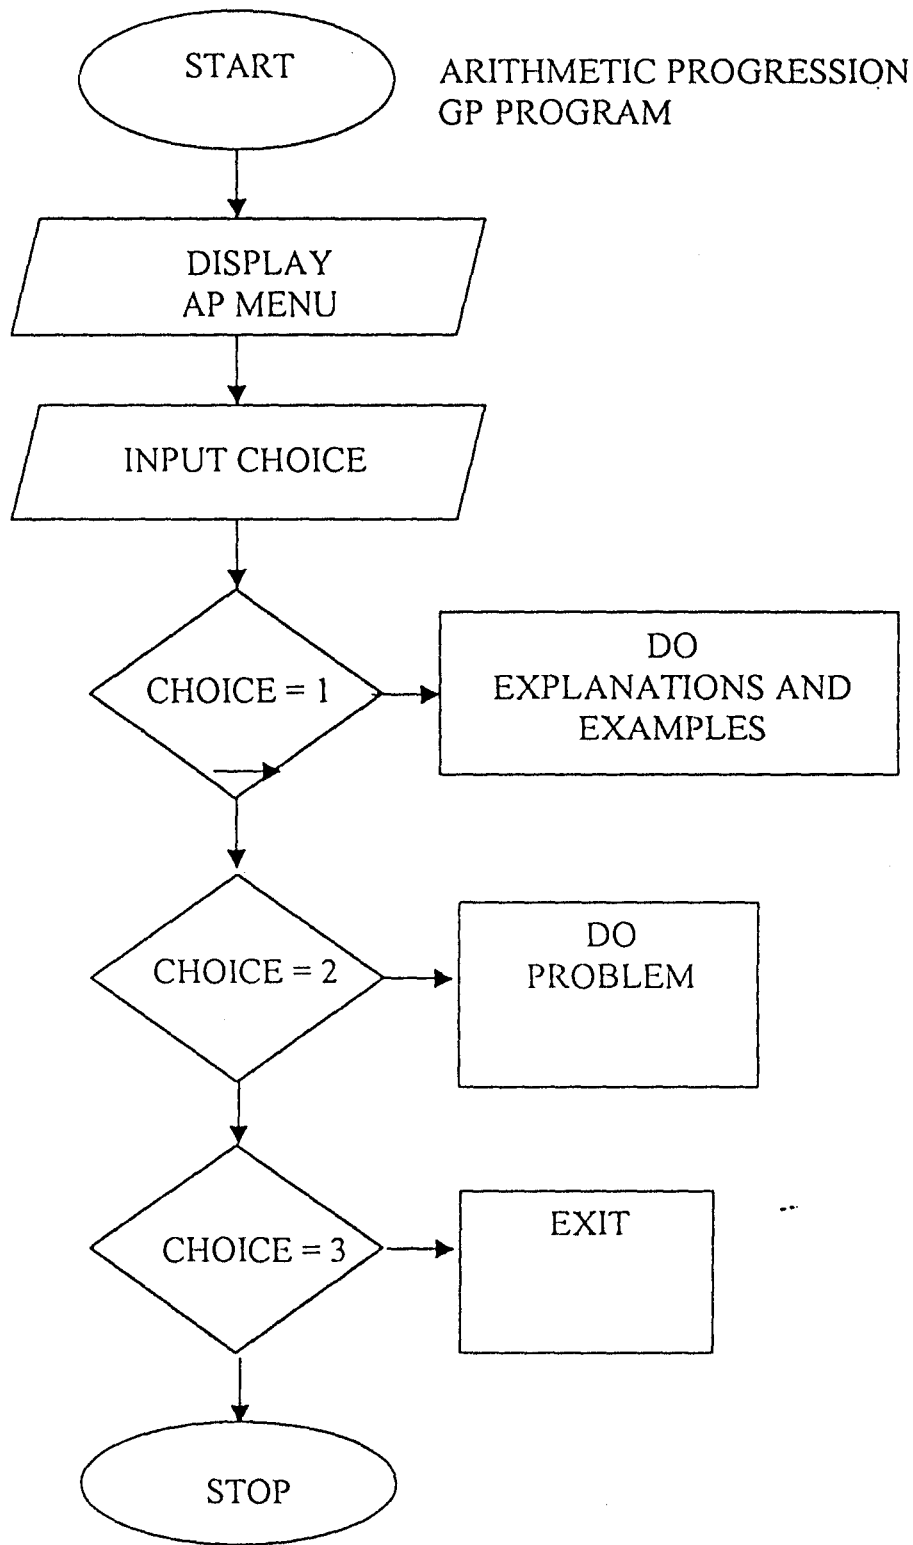 START
ARITHMETIC PROGRESSION
GP PROGRAM
DISPLAY
AP MENU
INPUT CHOICE
CHOICE = 1
DO
EXPLANATIONS AND
EXAMPLES
CHOICE = 2
DO
PROBLEM
CHOICE = 3
EXIT
STOP